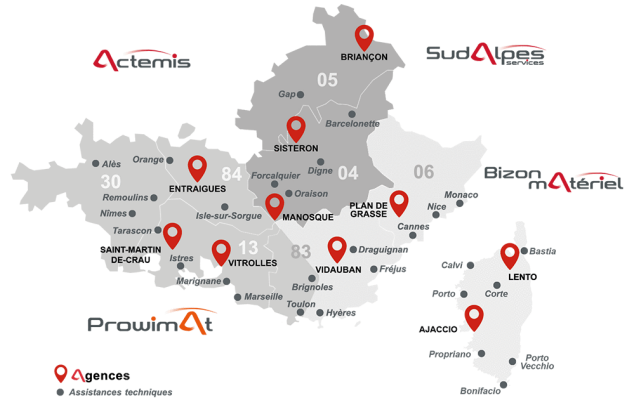 BRIANÇON
Actemis
SudAlpes
services
05
Gap
Barcelonette
SISTERON
Orange
Alès
84
Digne
04
06
30
ENTRAIGUES
Forcalquier
Bizon
matériel
Remoulins
Oraison
PLAN DE
GRASSE
Monaco
Nîmes
Isle-sur-Sorgue
MANOSQUE
Nice
Tarascon
Cannes
SAINT-MARTIN
DE-CRAU
13
83
Draguignan
Bastia
Istres
VITROLLES
VIDAUBAN
Fréjus
Calvi
LENTO
Marignane
Brignoles
Corte
Marseille
Porto
Toulon
Hyères
Prowimat
AJACCIO
Propriano
Porto
Vecchio
Agences
Bonifacio
Assistances techniques